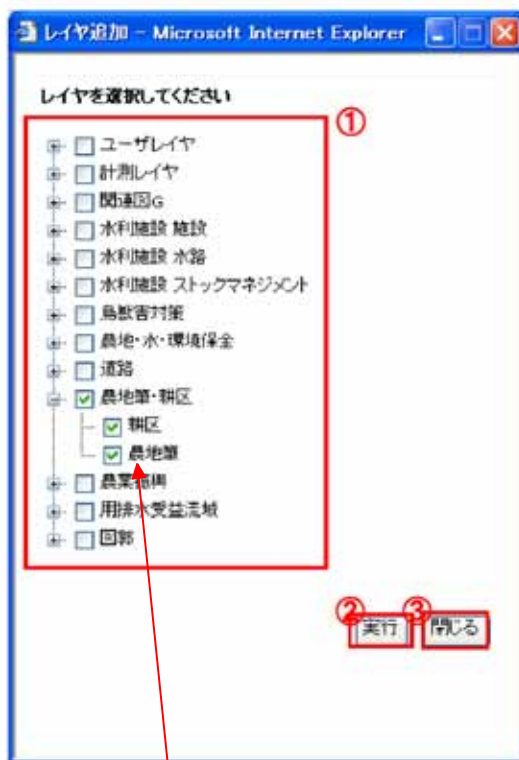 レイヤ追加 - Microsoft Internet Explorer
レイヤを選択してください
①
ユーザレイヤ
計測レイヤ
関連図G
水利施設 施設
水利施設 水路
水利施設 ストックマネジメント
鳥獣害対策
農地・水・環境保全
道路
農地筆・耕区
耕区
農地筆
農業振興
用排水受益流域
図郭
② ③
実行 閉じる